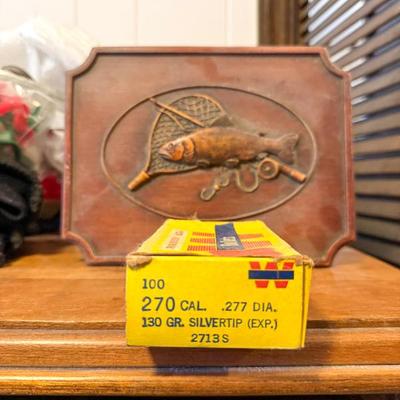 W
100
270 CAL. .277 DIA.
130 GR. SILVERTIP (EXP.)
2713S